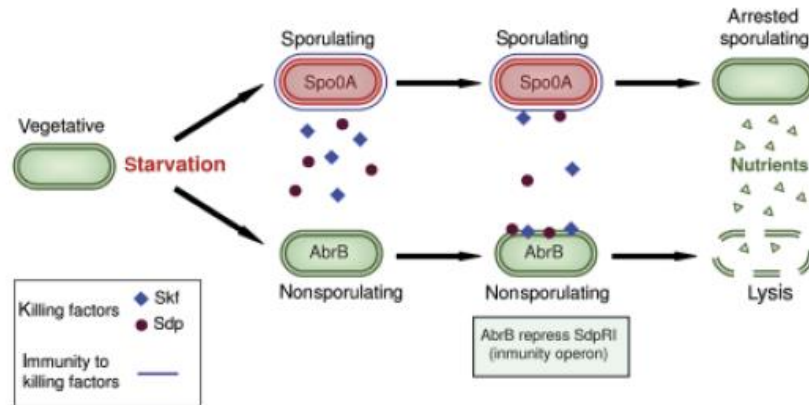 Sporulating
Spo0A
Sporulating
Spo0A
Arrested
sporulating
Vegetative
Starvation
Nutrients
AbrB
Nonsporulating
AbrB
Nonsporulating
Lysis
Killing factors
Skf
Sdp
Immunity to
killing factors
AbrB repress SdpRI
(inmunity operon)